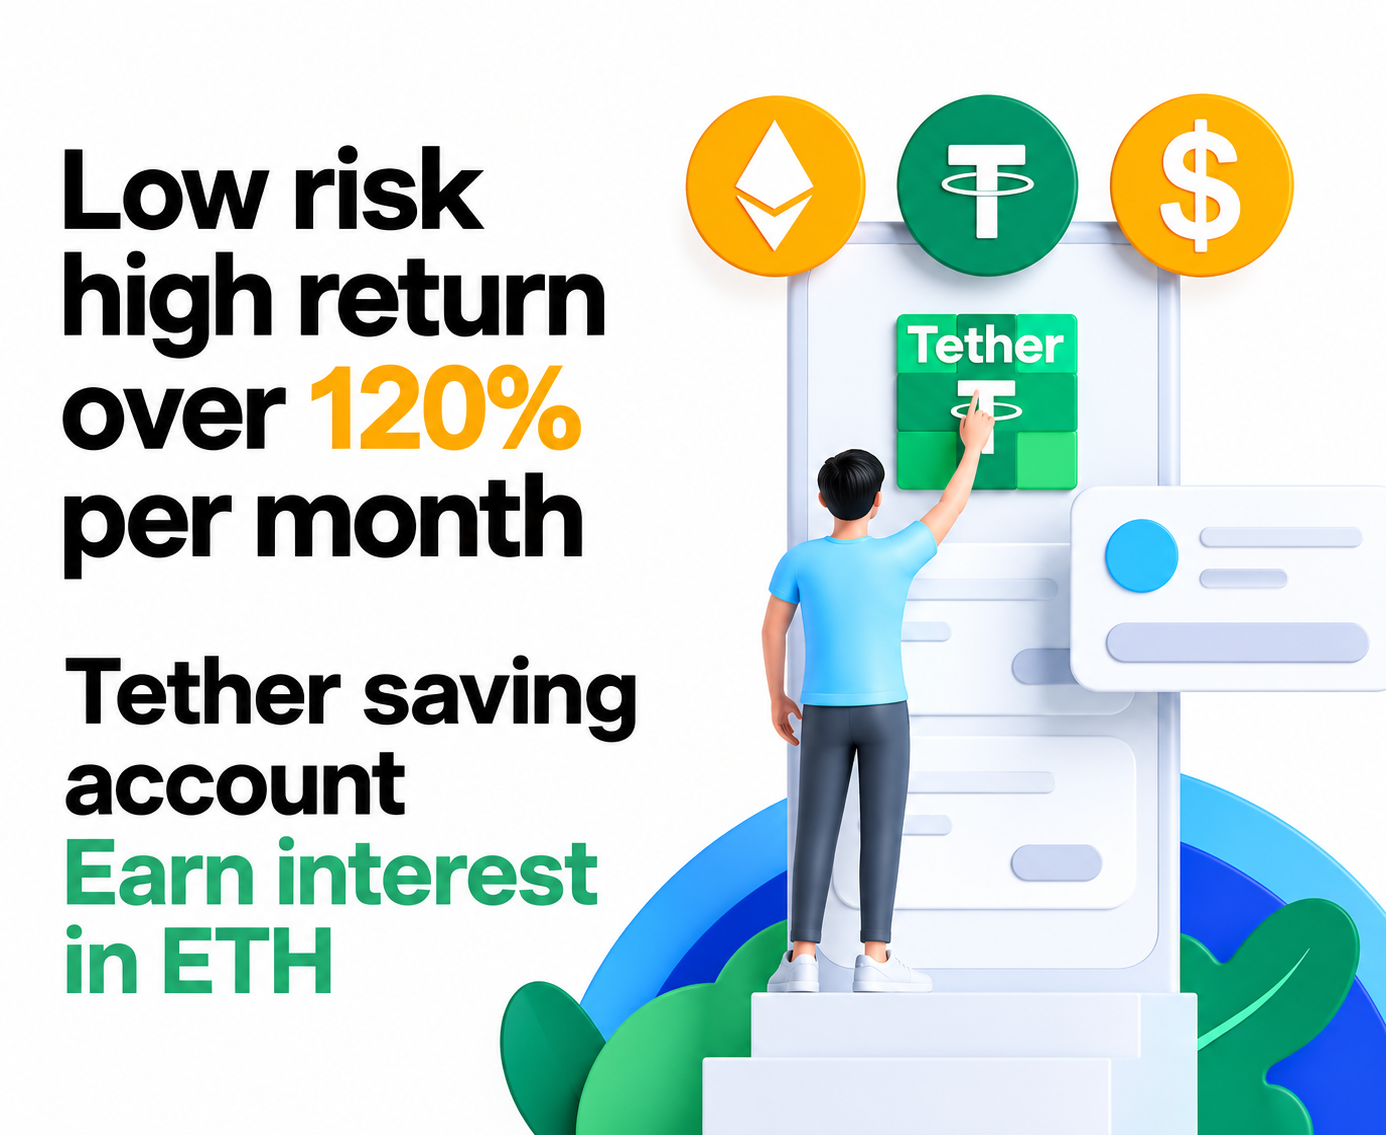 Low risk
high return
over 120%
per month
Tether saving
account
Earn interest
in ETH
Tether